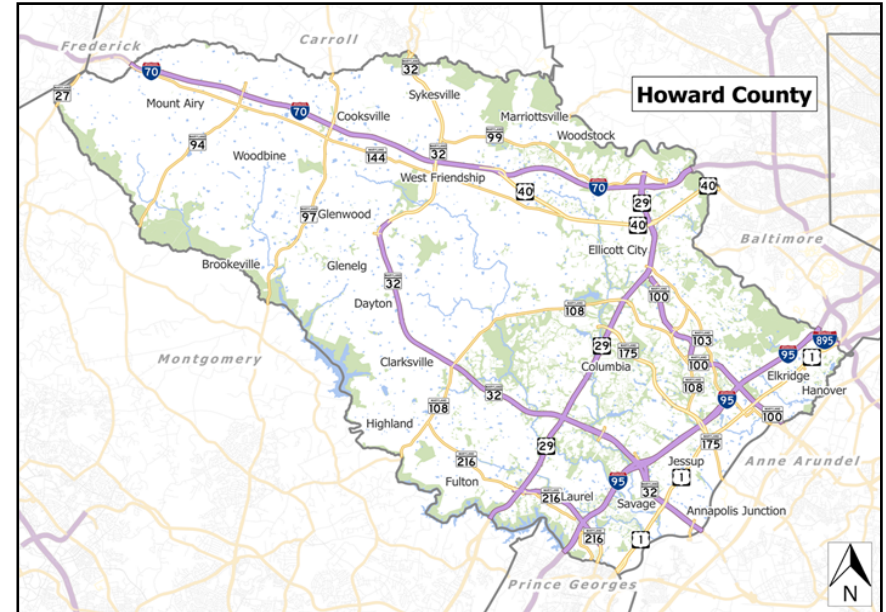 Frederick
Carroll
70
32
27
Mount Airy
70
Sykesville
Howard County
Cooksville
Marriottsville
94
99
Woodstock
Woodbine
144
32
West Friendship
40
70
40
97
Glenwood
29
40
Baltimore
Ellicott City
Brookeville
Glenelg
32
100
Dayton
108
29
175
103
895
95
1
Montgomery
Clarksville
Columbia
100
Elkridge
108
Hanover
32
95
108
100
Highland
29
175
216
Jessup
Anne Arundel
Fulton
95
1
32
216
Laurel
Savage
Annapolis Junction
216
1
Prince Georges
N